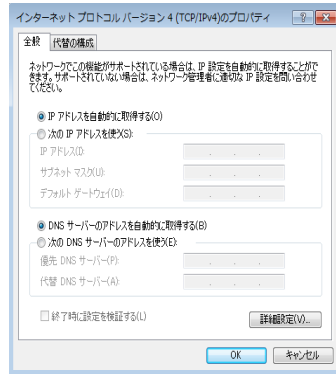 インターネット プロトコル バージョン 4 (TCP/IPv4)のプロパティ
全般
代替の構成
ネットワークでこの機能がサポートされている場合は、IP 設定を自動的に取得することがで
きます。サポートされていない場合は、ネットワーク管理者に適切な IP 設定を問い合わせ
てください。
IP アドレスを自動的に取得する(O)
次の IP アドレスを使う(S):
IP アドレス(I):
サブネット マスク(U):
デフォルト ゲートウェイ(D):
DNS サーバーのアドレスを自動的に取得する(B)
次の DNS サーバーのアドレスを使う(E):
優先 DNS サーバー(P):
代替 DNS サーバー(A):
終了時に設定を検証する(L)
詳細設定(V)...
OK
キャンセル